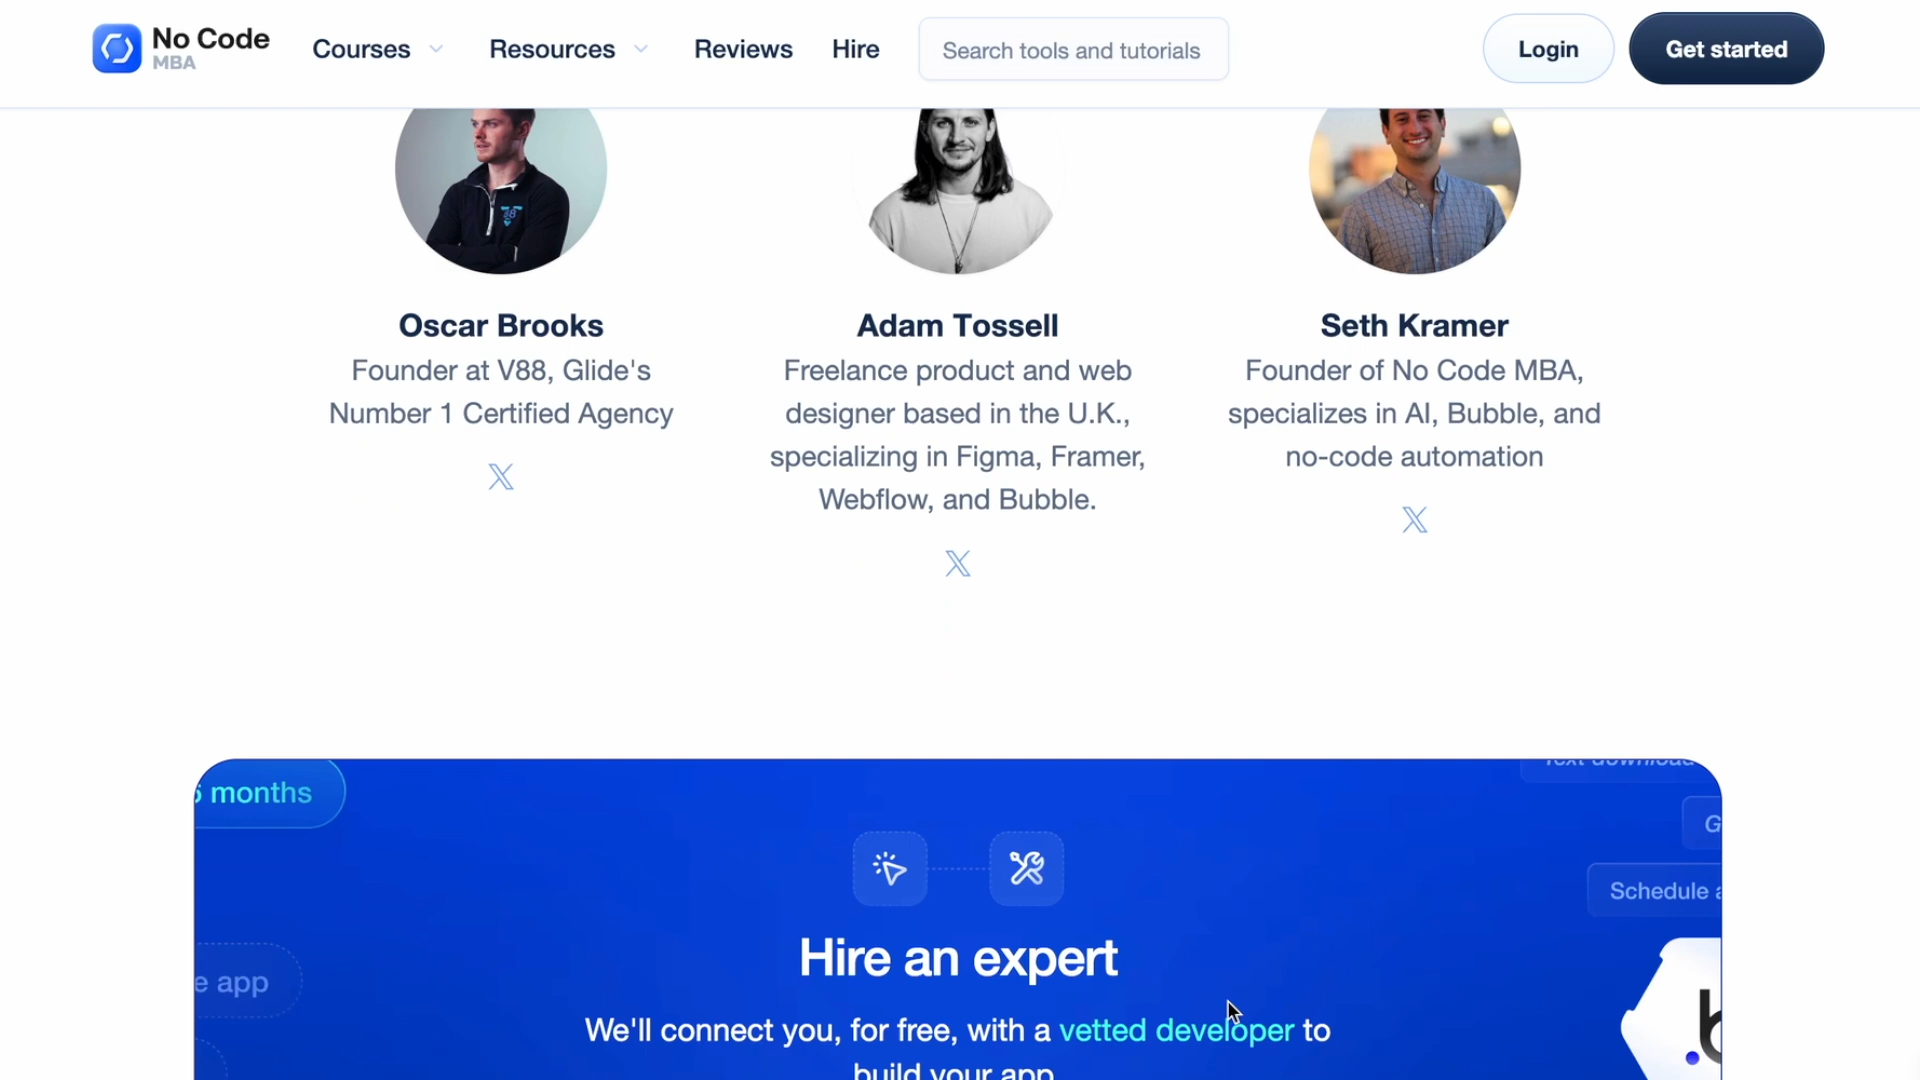 No Code
MBA
Courses
Resources
Reviews
Hire
Search tools and tutorials
Login
Get started
Oscar Brooks
Founder at V88, Glide's
Number 1 Certified Agency
Adam Tossell
Freelance product and web
designer based in the U.K.,
specializing in Figma, Framer,
Webflow, and Bubble.
Seth Kramer
Founder of No Code MBA,
specializes in AI, Bubble, and
no-code automation
months
Text download
G
Schedule a
e app
Hire an expert
We'll connect you, for free, with a vetted developer to
build your app